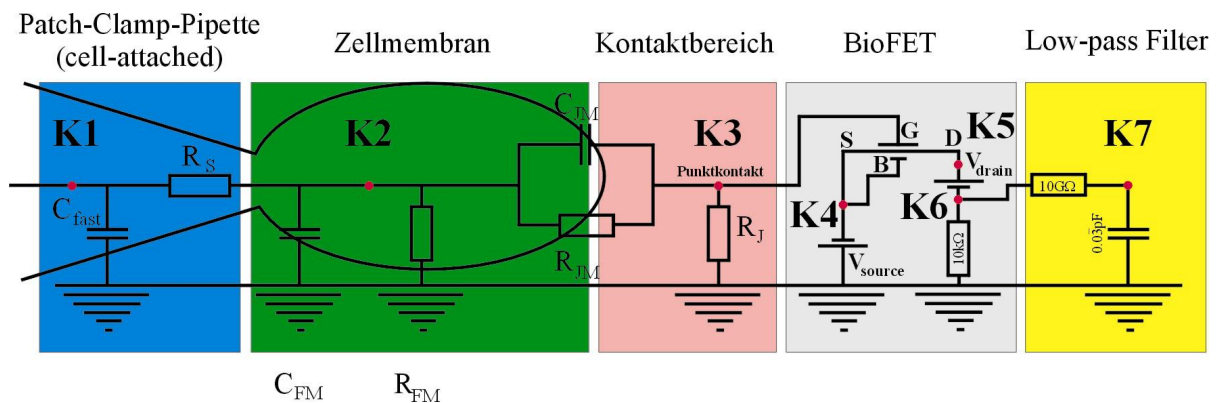 Patch-Clamp-Pipette
(cell-attached)
Zellmembran
Kontaktbereich
BioFET
Low-pass Filter
K1
R_S
C_fast
K2
C_JM
R_JM
K3
Punktkontakt
R_J
S
G
B
D
K4
K5
K6
V_drain
V_source
10kΩ
10GΩ
K7
0.03pF
C_FM
R_FM